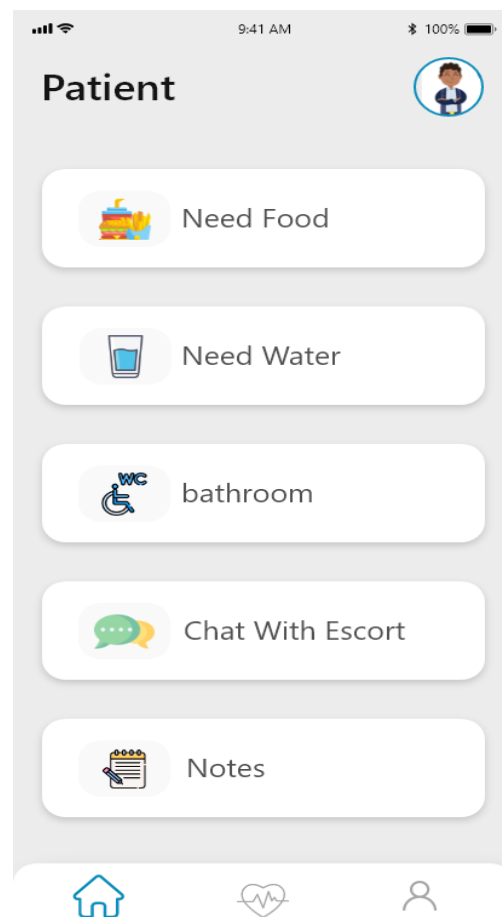 9:41 AM
100%
Patient
Need Food
Need Water
WC
bathroom
Chat With Escort
Notes